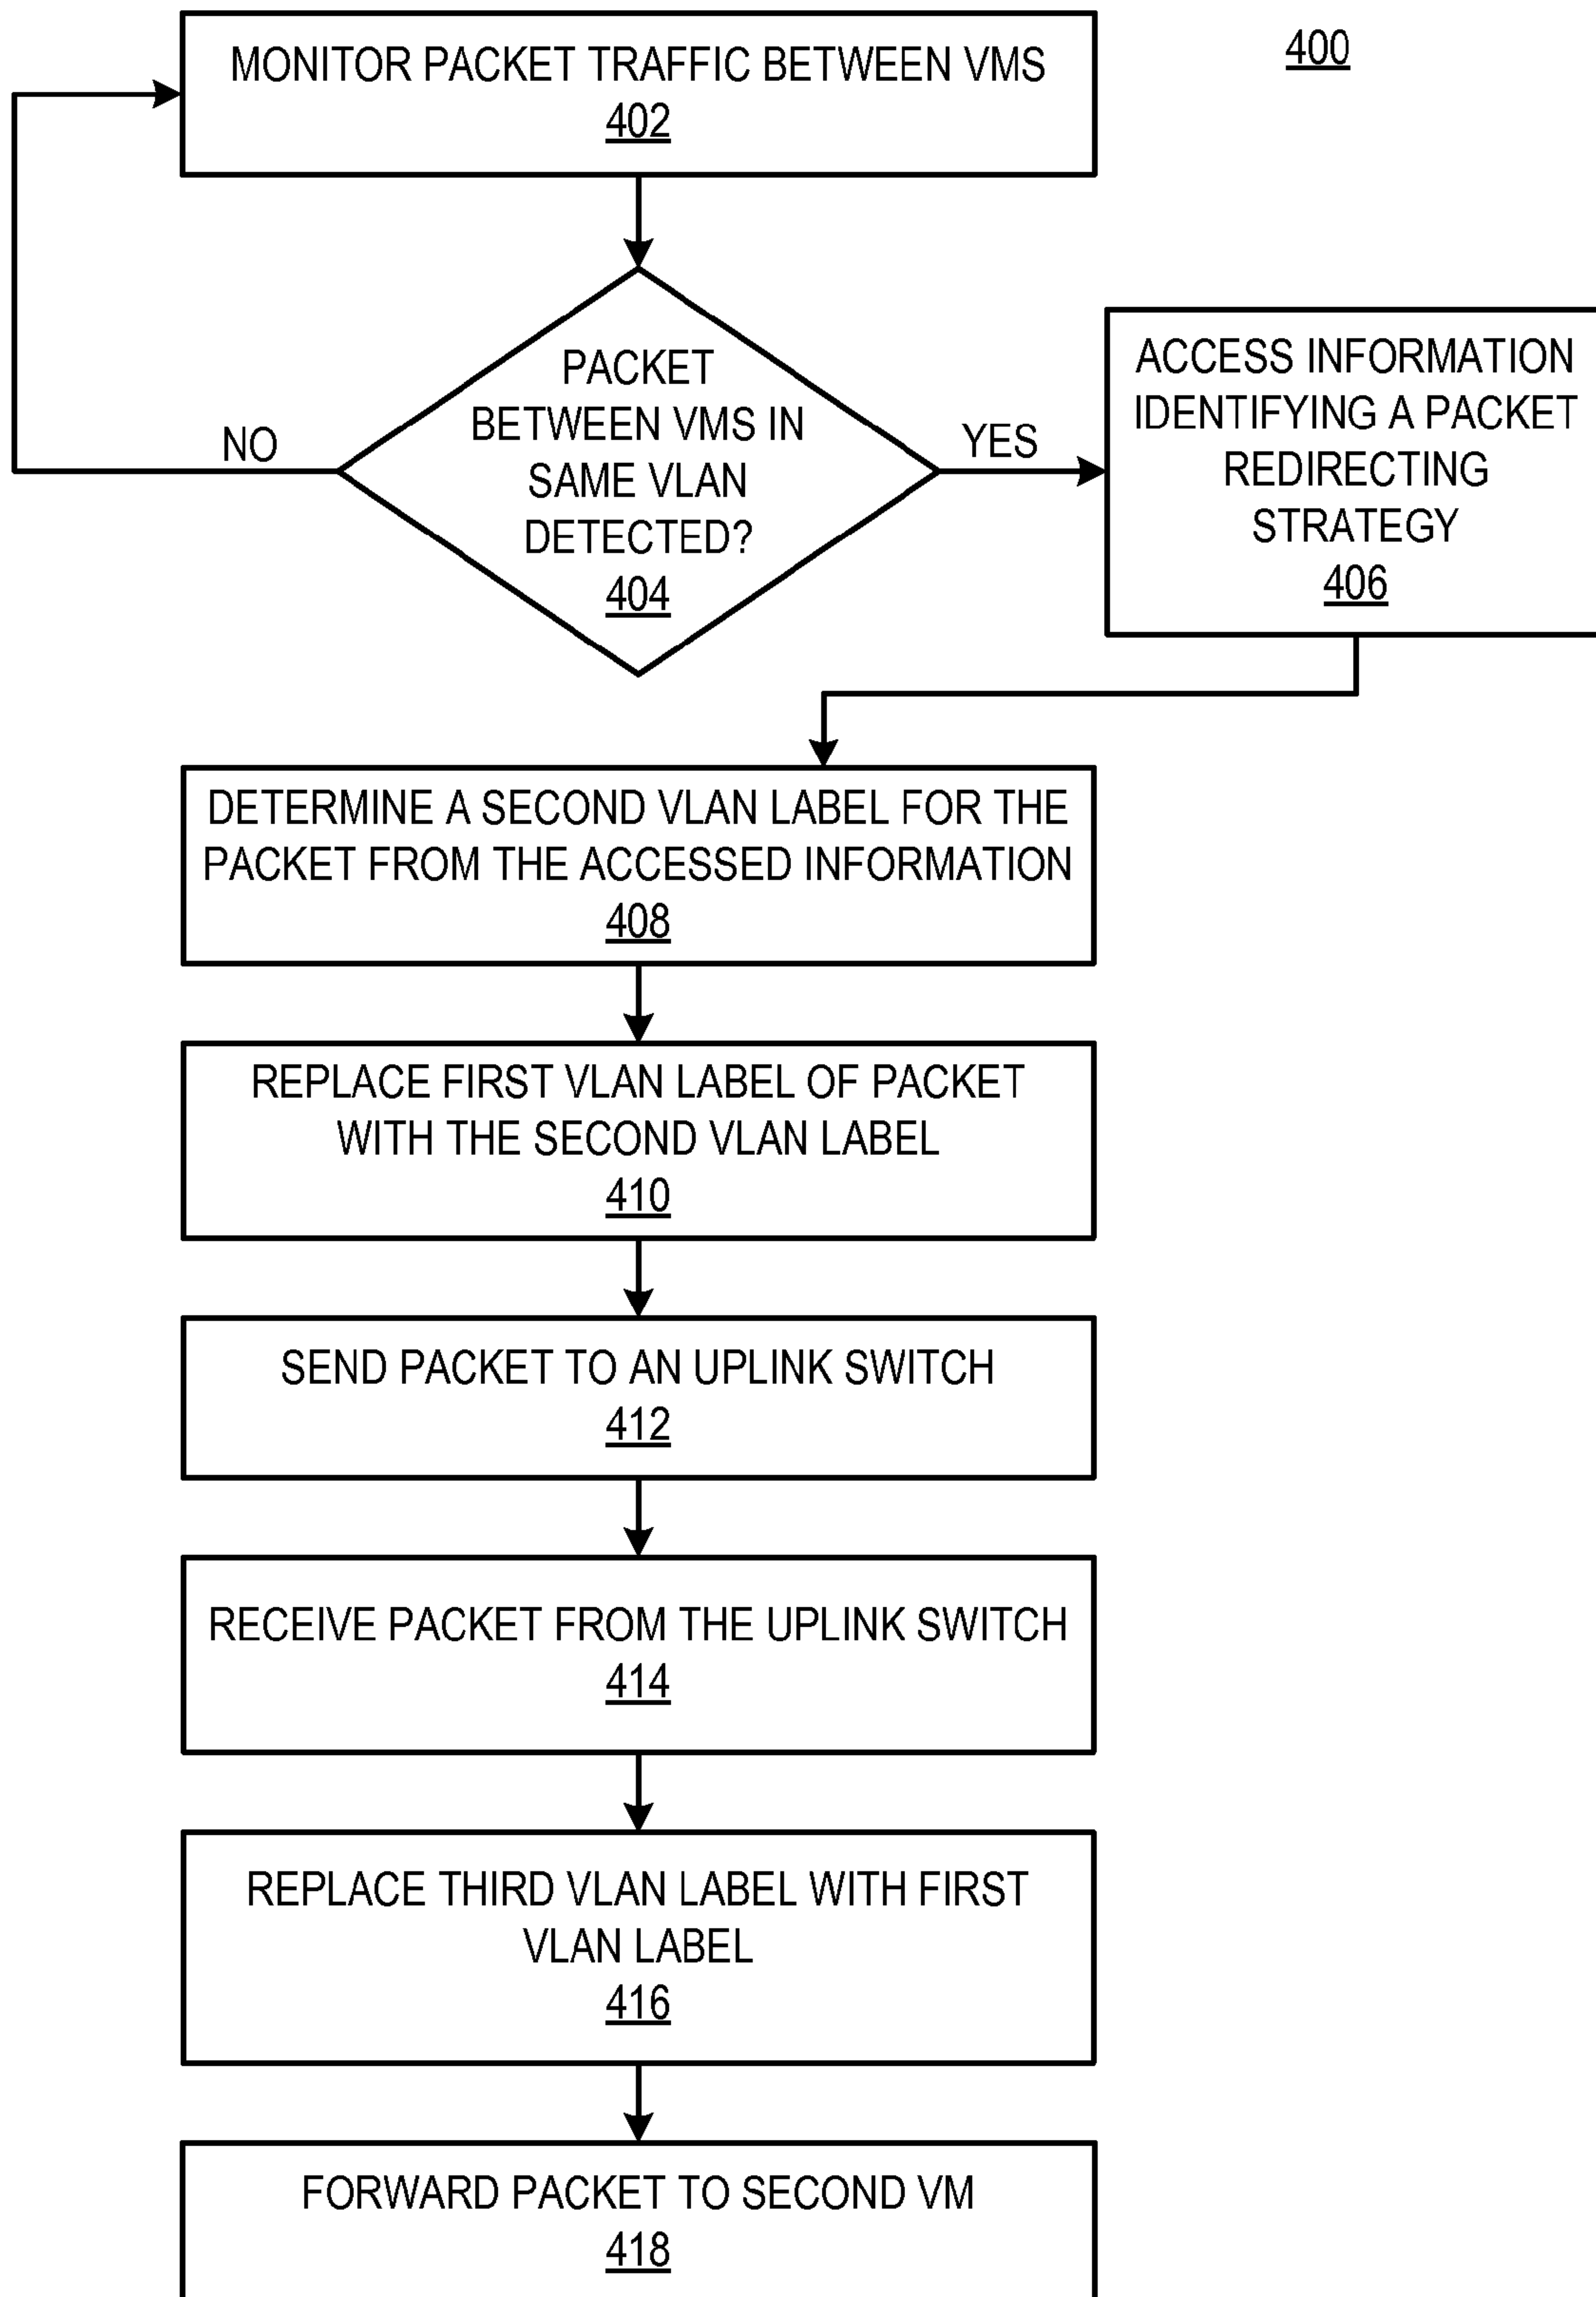 400
MONITOR PACKET TRAFFIC BETWEEN VMS
402
PACKET
BETWEEN VMS IN
SAME VLAN
DETECTED?
404
NO
YES
ACCESS INFORMATION
IDENTIFYING A PACKET
REDIRECTING
STRATEGY
406
DETERMINE A SECOND VLAN LABEL FOR THE
PACKET FROM THE ACCESSED INFORMATION
408
REPLACE FIRST VLAN LABEL OF PACKET
WITH THE SECOND VLAN LABEL
410
SEND PACKET TO AN UPLINK SWITCH
412
RECEIVE PACKET FROM THE UPLINK SWITCH
414
REPLACE THIRD VLAN LABEL WITH FIRST
VLAN LABEL
416
FORWARD PACKET TO SECOND VM
418